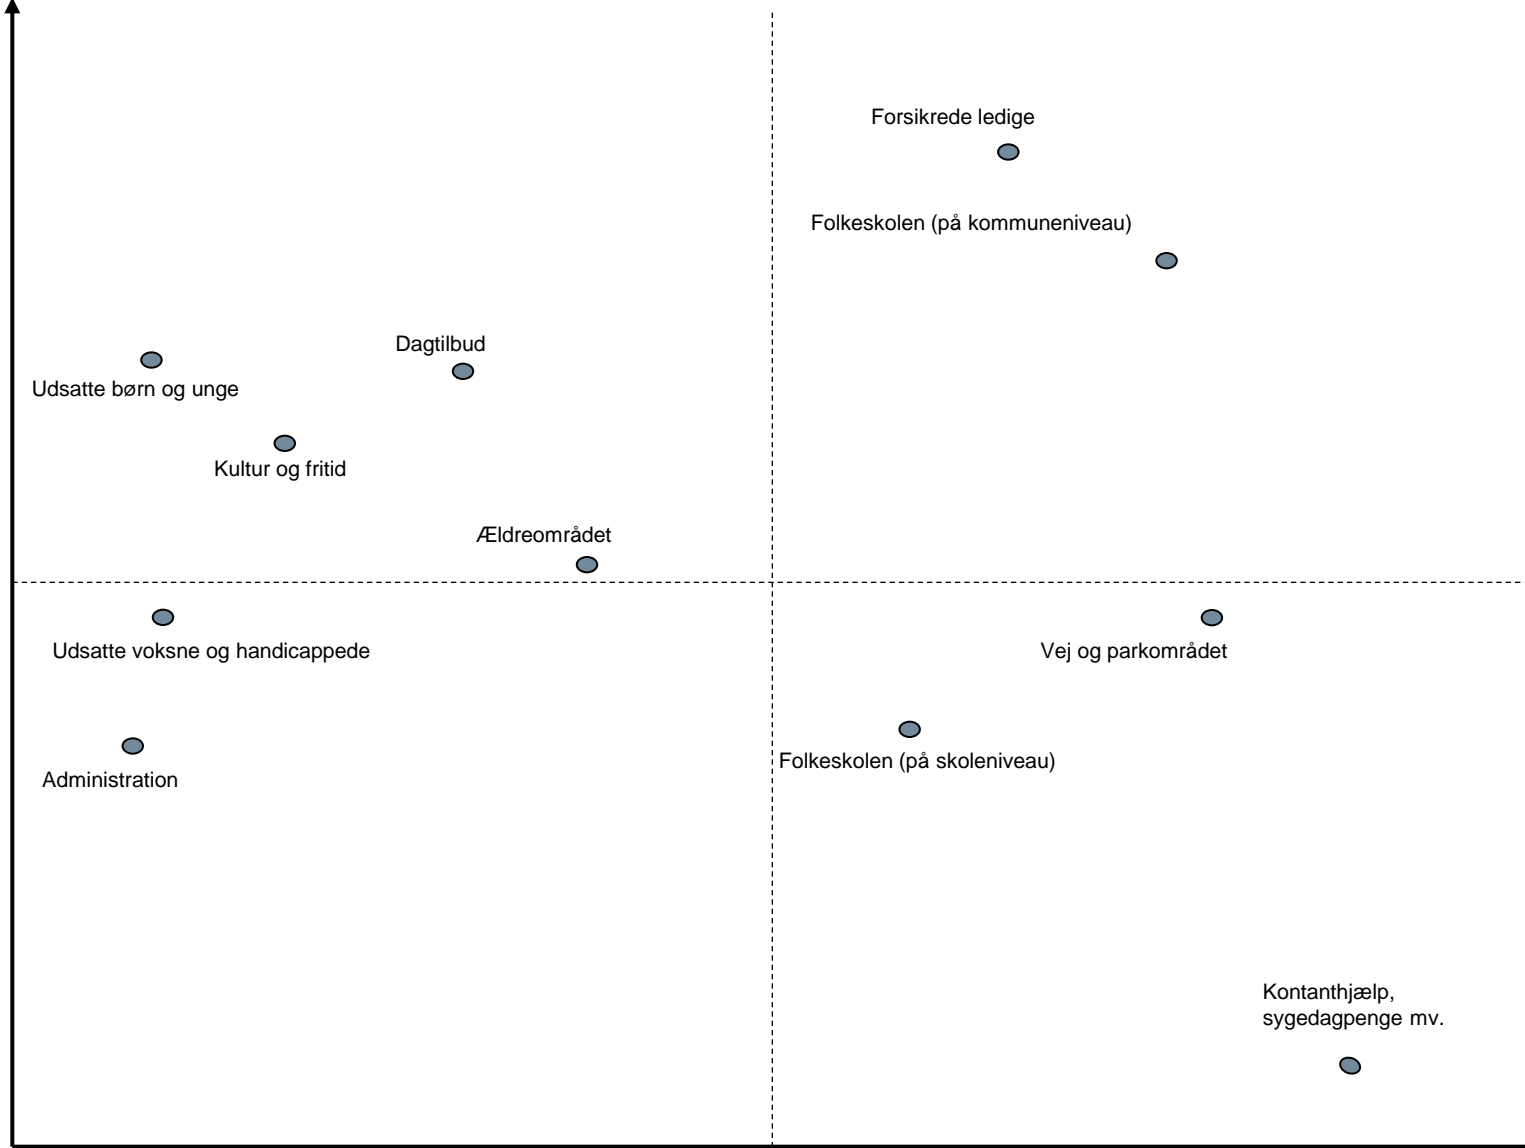 Forsikrede ledige
Folkeskolen (på kommuneniveau)
Dagtilbud
Udsatte børn og unge
Kultur og fritid
Ældreområdet
Udsatte voksne og handicappede
Vej og parkområdet
Folkeskolen (på skoleniveau)
Administration
Kontanthjælp,
sygedagpenge mv.